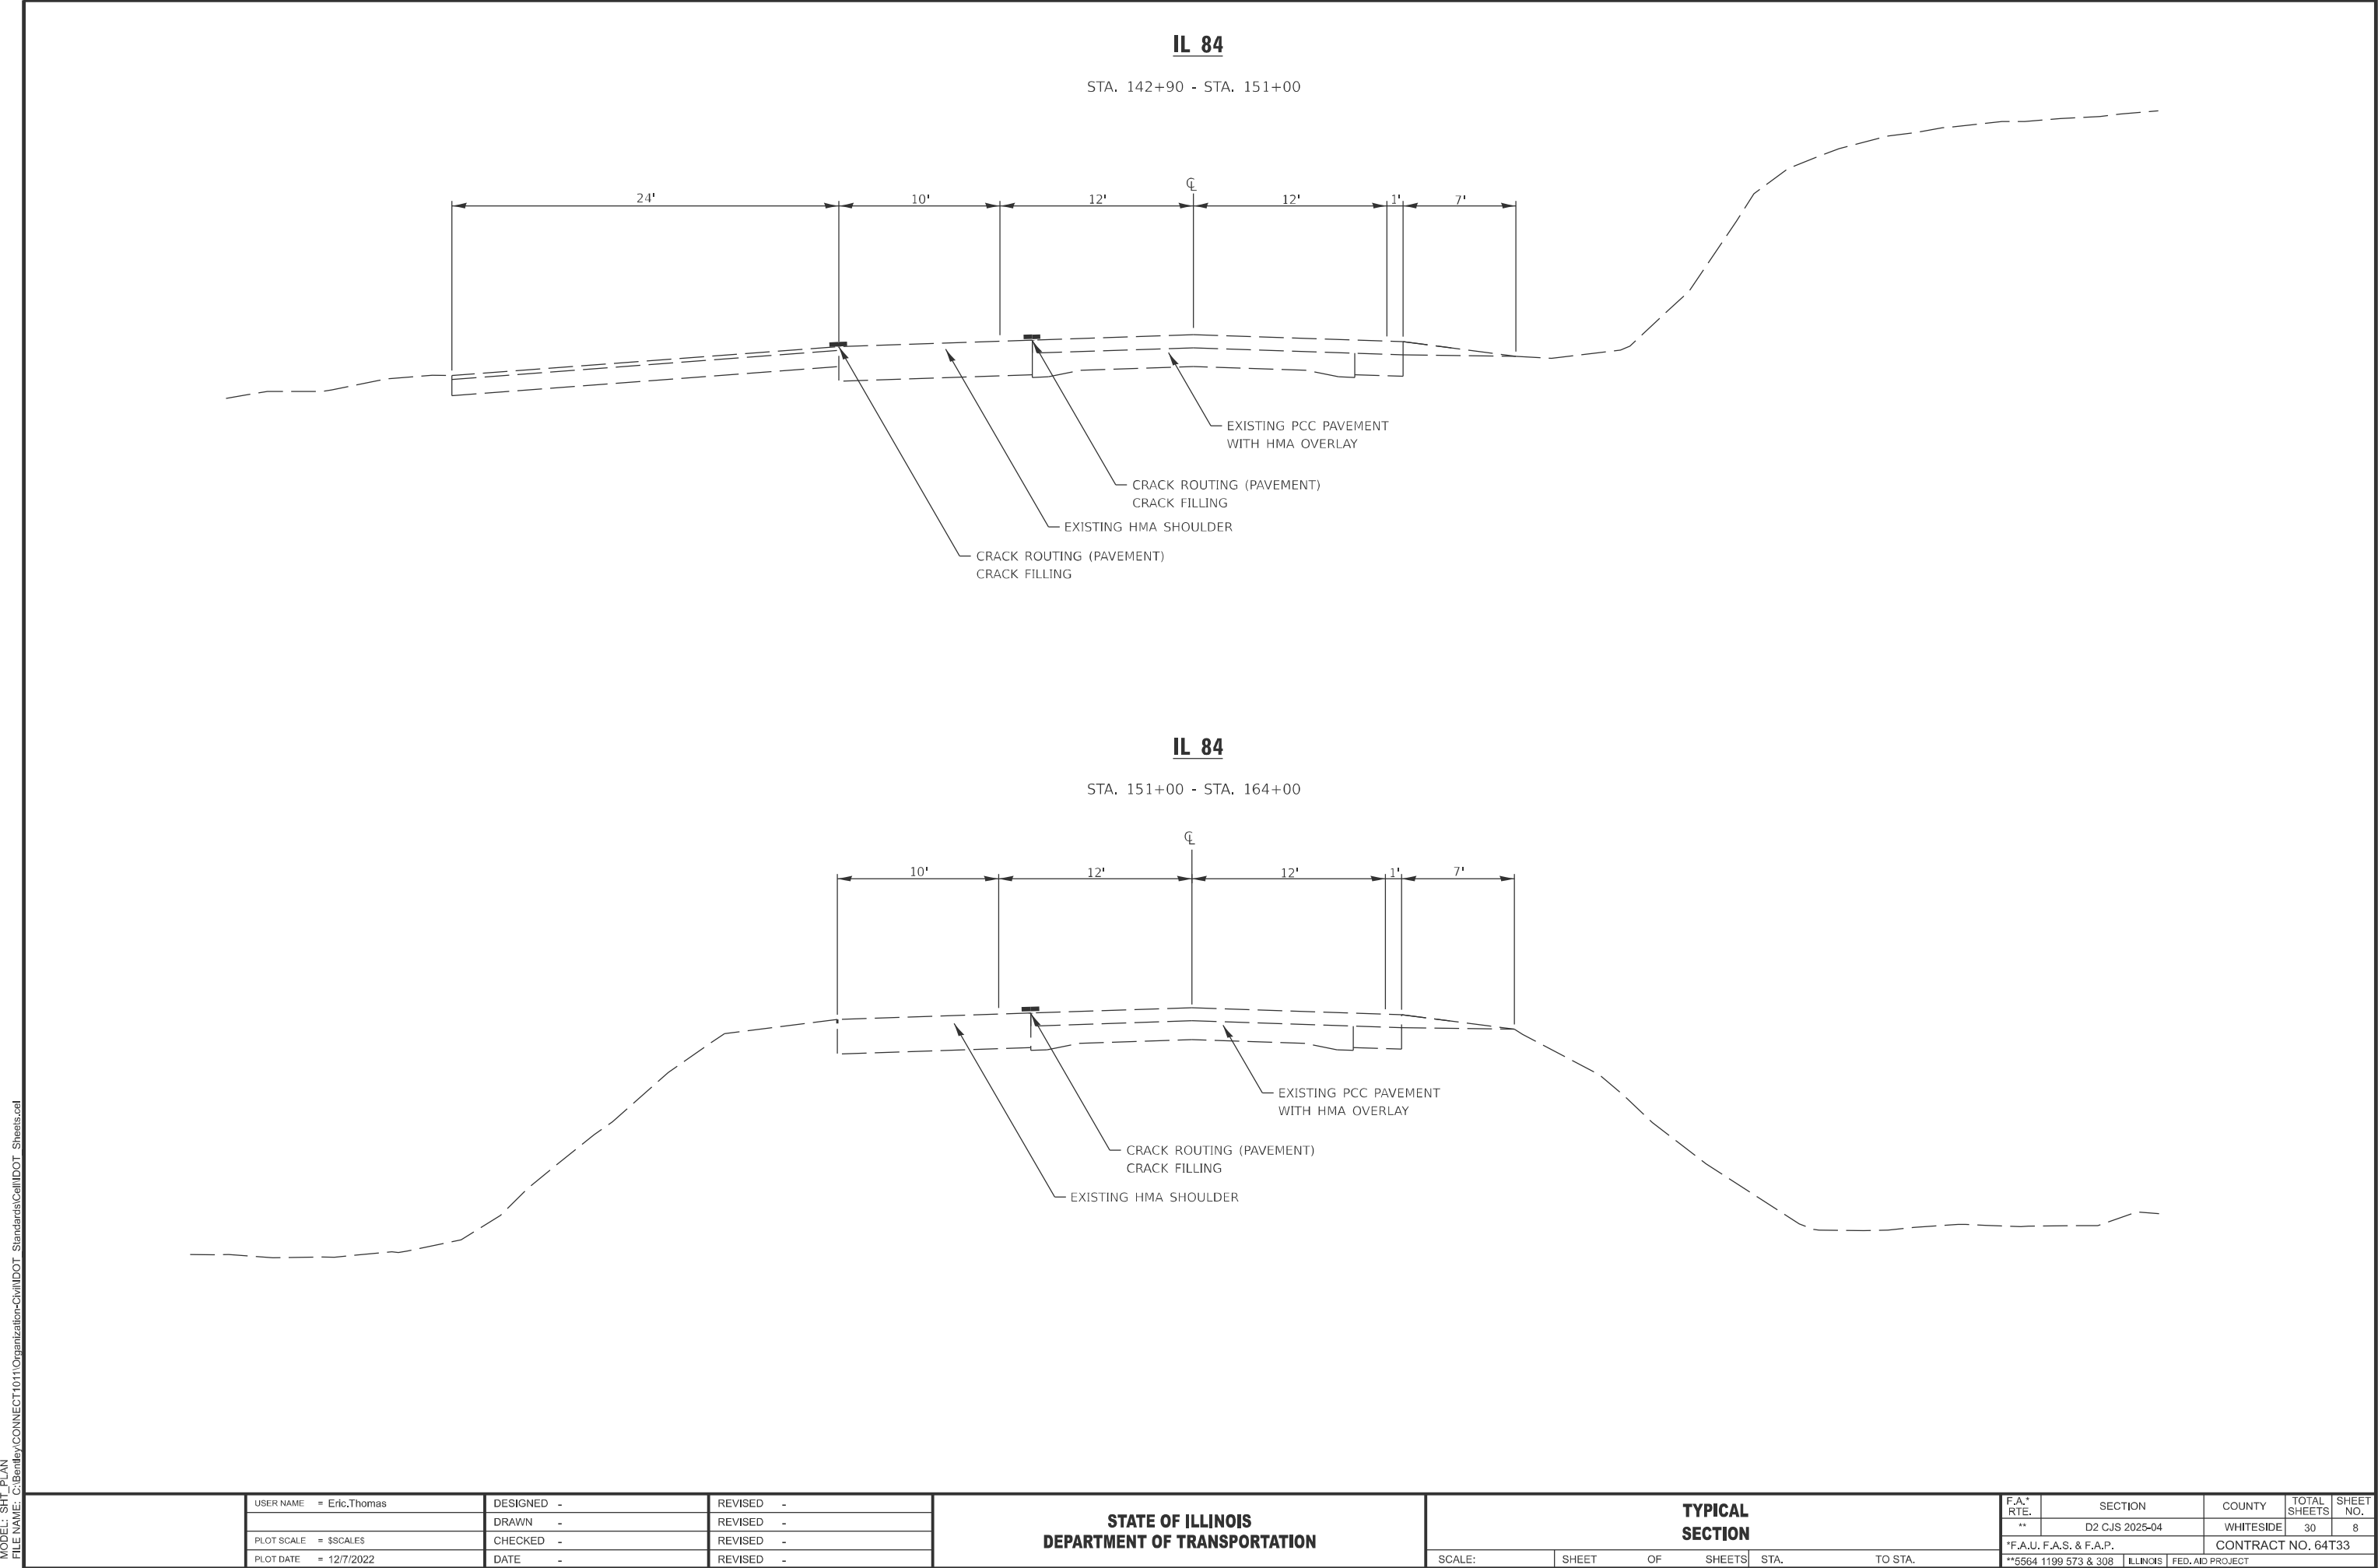 IL 84
STA. 142+90 - STA. 151+00
℄
24'
10'
12'
12'
1'
7'
EXISTING PCC PAVEMENT
WITH HMA OVERLAY
CRACK ROUTING (PAVEMENT)
CRACK FILLING
EXISTING HMA SHOULDER
CRACK ROUTING (PAVEMENT)
CRACK FILLING
IL 84
STA. 151+00 - STA. 164+00
℄
10'
12'
12'
1'
7'
EXISTING PCC PAVEMENT
WITH HMA OVERLAY
CRACK ROUTING (PAVEMENT)
CRACK FILLING
EXISTING HMA SHOULDER
MODEL: SHT_PLAN
FILE NAME: C:\Bentley\CONNECT1011\Organization-Civil\IDOT_Standards\Cell\IDOT_Sheets.cel
USER NAME = Eric.Thomas
PLOT SCALE = $SCALE$
PLOT DATE = 12/7/2022
DESIGNED -
DRAWN -
CHECKED -
DATE -
REVISED -
REVISED -
REVISED -
REVISED -
STATE OF ILLINOIS
DEPARTMENT OF TRANSPORTATION
TYPICAL
SECTION
SCALE: SHEET OF SHEETS STA. TO STA.
F.A.* RTE. SECTION COUNTY TOTAL SHEETS SHEET NO.
** D2 CJS 2025-04 WHITESIDE 30 8
*F.A.U. F.A.S. & F.A.P. CONTRACT NO. 64T33
**5564 1199 573 & 308 ILLINOIS FED. AID PROJECT